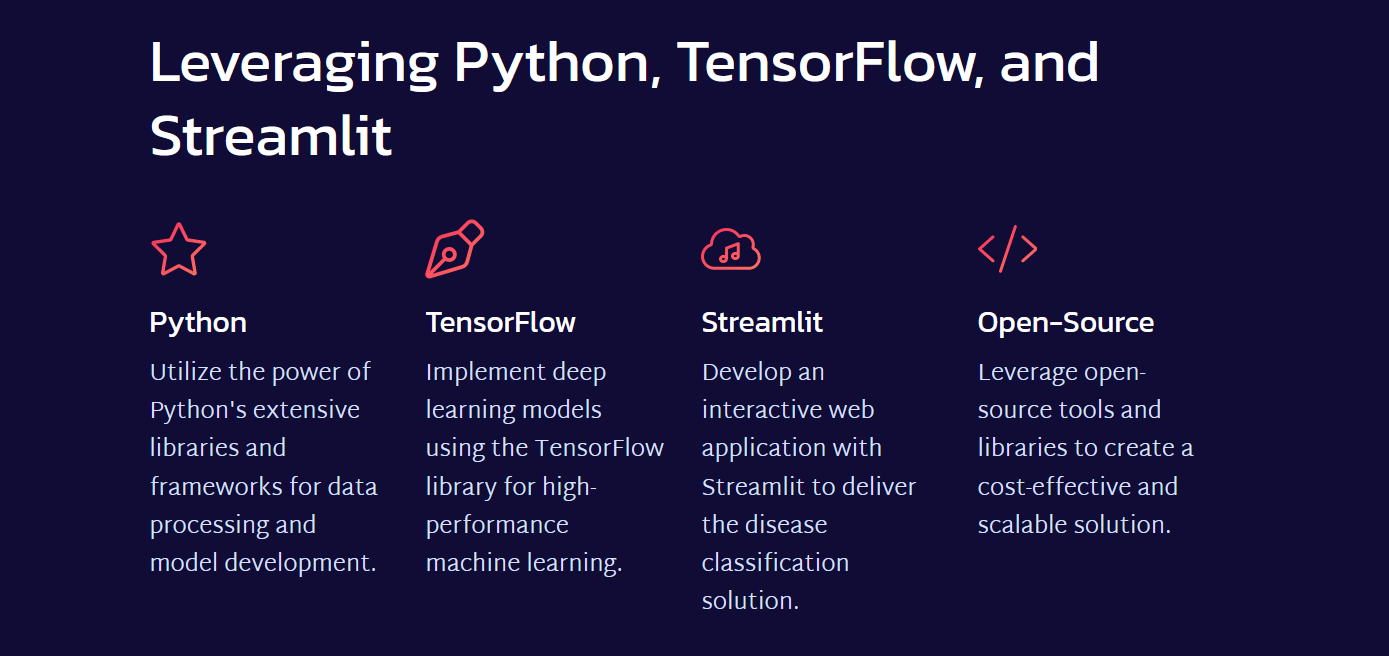 Leveraging Python, TensorFlow, and
Streamlit
Python
Utilize the power of
Python's extensive
libraries and
frameworks for data
processing and
model development.
TensorFlow
Implement deep
learning models
using the TensorFlow
library for high-
performance
machine learning.
Streamlit
Develop an
interactive web
application with
Streamlit to deliver
the disease
classification
solution.
Open-Source
Leverage open-
source tools and
libraries to create a
cost-effective and
scalable solution.